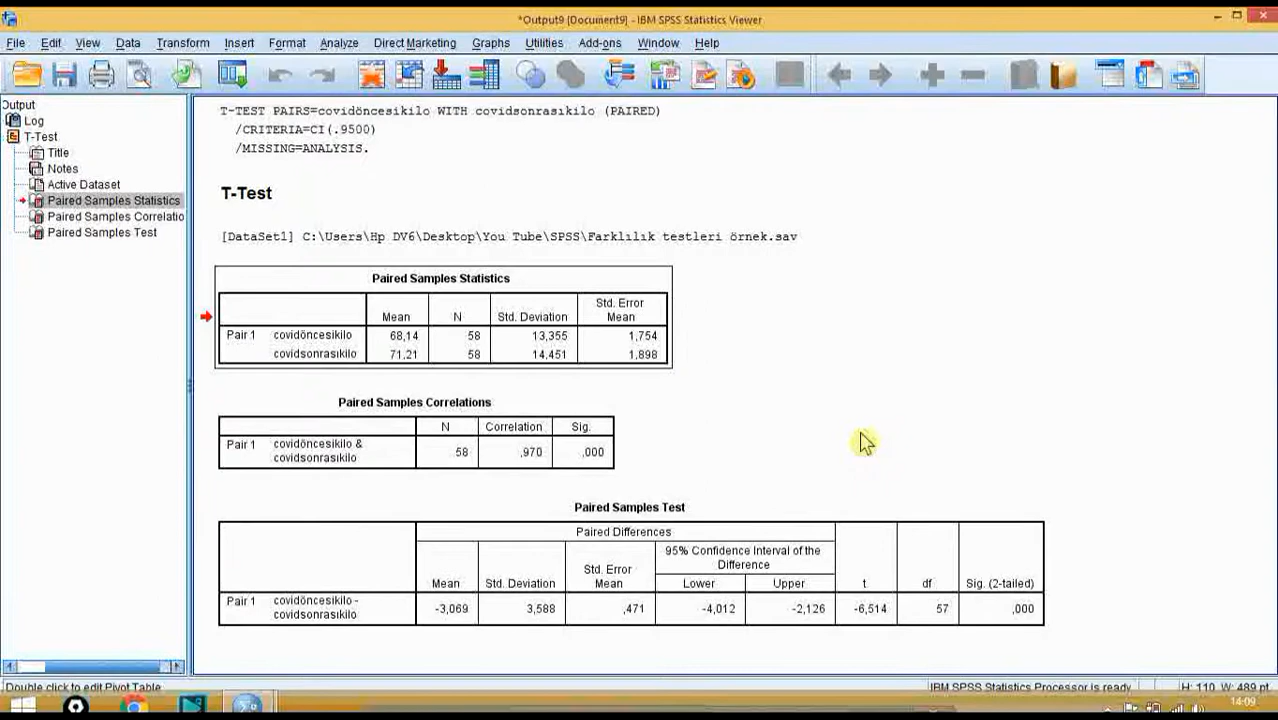 *Output9 [Document9] - IBM SPSS Statistics Viewer
File Edit View Data Transform Insert Format Analyze Direct Marketing Graphs Utilities Add-ons Window Help
Output
Log
T-Test
Title
Notes
Active Dataset
Paired Samples Statistics
Paired Samples Correlatio
Paired Samples Test
T-TEST PAIRS=covidöncesikilo WITH covidsonrasıkilo (PAIRED)
/CRITERIA=CI(.9500)
/MISSING=ANALYSIS.
T-Test
[DataSet1] C:\Users\Hp DV6\Desktop\You Tube\SPSS\Farklılık testleri örnek.sav
Paired Samples Statistics
Mean N Std. Deviation Std. Error Mean
Pair 1 covidöncesikilo 68,14 58 13,355 1,754
covidsonrasıkilo 71,21 58 14,451 1,898
Paired Samples Correlations
N Correlation Sig.
Pair 1 covidöncesikilo & covidsonrasıkilo 58 ,970 ,000
Paired Samples Test
Paired Differences
95% Confidence Interval of the Difference
Mean Std. Deviation Std. Error Mean Lower Upper t df Sig. (2-tailed)
Pair 1 covidöncesikilo - covidsonrasıkilo -3,069 3,588 ,471 -4,012 -2,126 -6,514 57 ,000
Double click to edit Pivot Table
IBM SPSS Statistics Processor is ready
H: 110, W: 489 pt
14:09